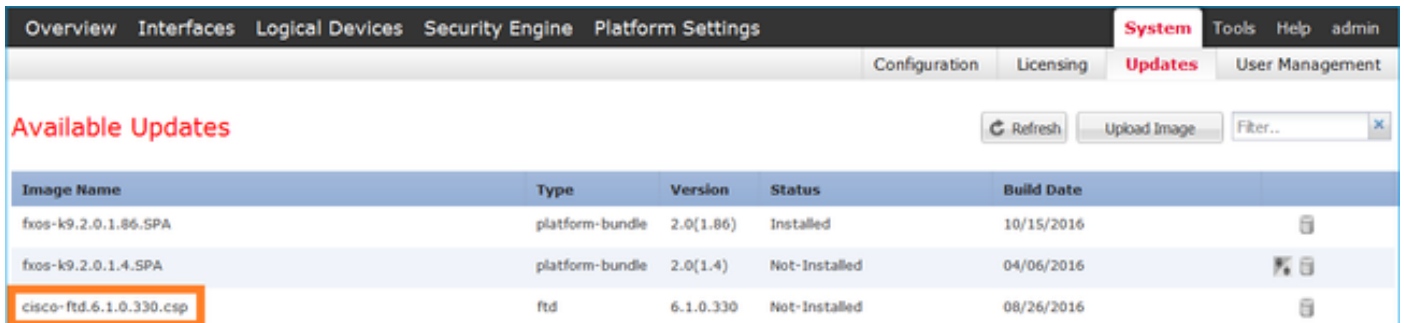 Overview Interfaces Logical Devices Security Engine Platform Settings System Tools Help admin
Configuration Licensing Updates User Management
Available Updates Refresh Upload Image Filter..
Image Name Type Version Status Build Date
fxos-k9.2.0.1.86.SPA platform-bundle 2.0(1.86) Installed 10/15/2016
fxos-k9.2.0.1.4.SPA platform-bundle 2.0(1.4) Not-Installed 04/06/2016
cisco-ftd.6.1.0.330.csp ftd 6.1.0.330 Not-Installed 08/26/2016